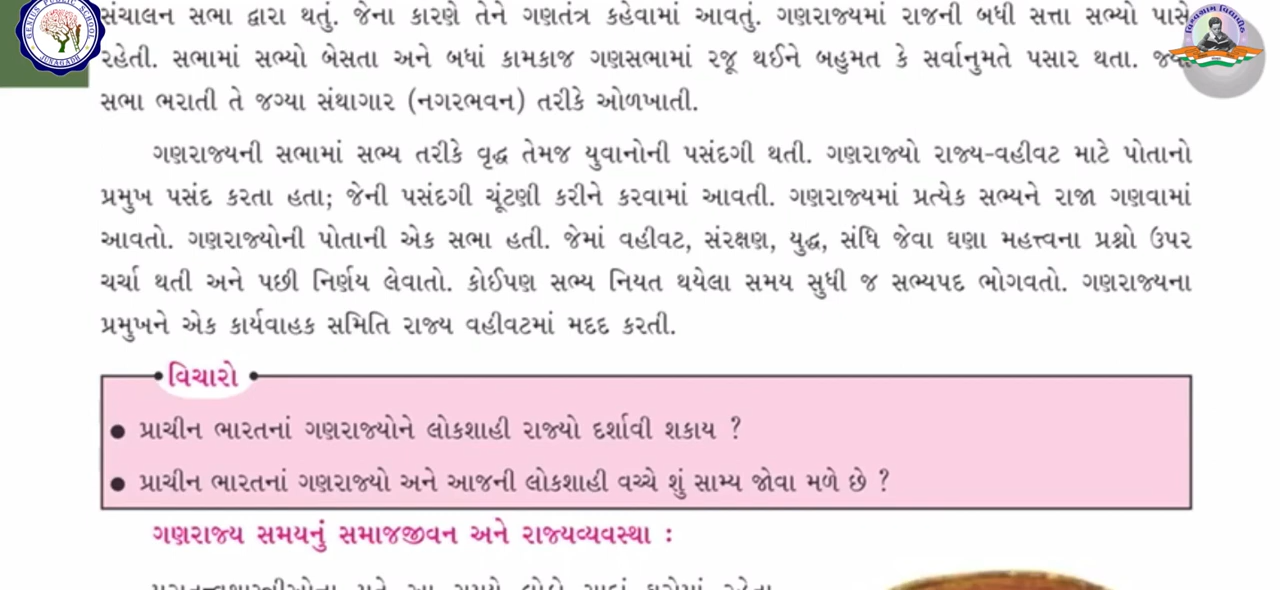 સંચાલન સભા દ્વારા થતું. જેના કારણે તેને ગણતંત્ર કહેવામાં આવતું. ગણરાજ્યમાં રાજની બધી સત્તા સભ્યો પાસે
રહેતી. સભામાં સભ્યો બેસતા અને બધાં કામકાજ ગણસભામાં રજૂ થઈને બહુમત કે સર્વાનુમતે પસાર થતા.
સભા ભરાતી તે જગ્યા સંથાગાર (નગરભવન) તરીકે ઓળખાતી.
ગણરાજ્યની સભામાં સભ્ય તરીકે વૃદ્ધ તેમજ યુવાનોની પસંદગી થતી. ગણરાજ્યો રાજ્ય-વહીવટ માટે પોતાનો
પ્રમુખ પસંદ કરતા હતા; જેની પસંદગી ચૂંટણી કરીને કરવામાં આવતી. ગણરાજ્યમાં પ્રત્યેક સભ્યને રાજા ગણવામાં
આવતો. ગણરાજ્યોની પોતાની એક સભા હતી. જેમાં વહીવટ, સંરક્ષણ, યુદ્ધ, સંધિ જેવા ઘણા મહત્ત્વના પ્રશ્નો ઉપર
ચર્ચા થતી અને પછી નિર્ણય લેવાતો. કોઈપણ સભ્ય નિયત થયેલા સમય સુધી જ સભ્યપદ ભોગવતો. ગણરાજ્યના
પ્રમુખને એક કાર્યવાહક સમિતિ રાજ્ય વહીવટમાં મદદ કરતી.
વિચારો
● પ્રાચીન ભારતનાં ગણરાજ્યોને લોકશાહી રાજ્યો દર્શાવી શકાય ?
● પ્રાચીન ભારતનાં ગણરાજ્યો અને આજની લોકશાહી વચ્ચે શું સામ્ય જોવા મળે છે ?
ગણરાજ્ય સમયનું સમાજજીવન અને રાજ્યવ્યવસ્થા :
GENIUS PUBLIC SCHOOL
JUNAGADH